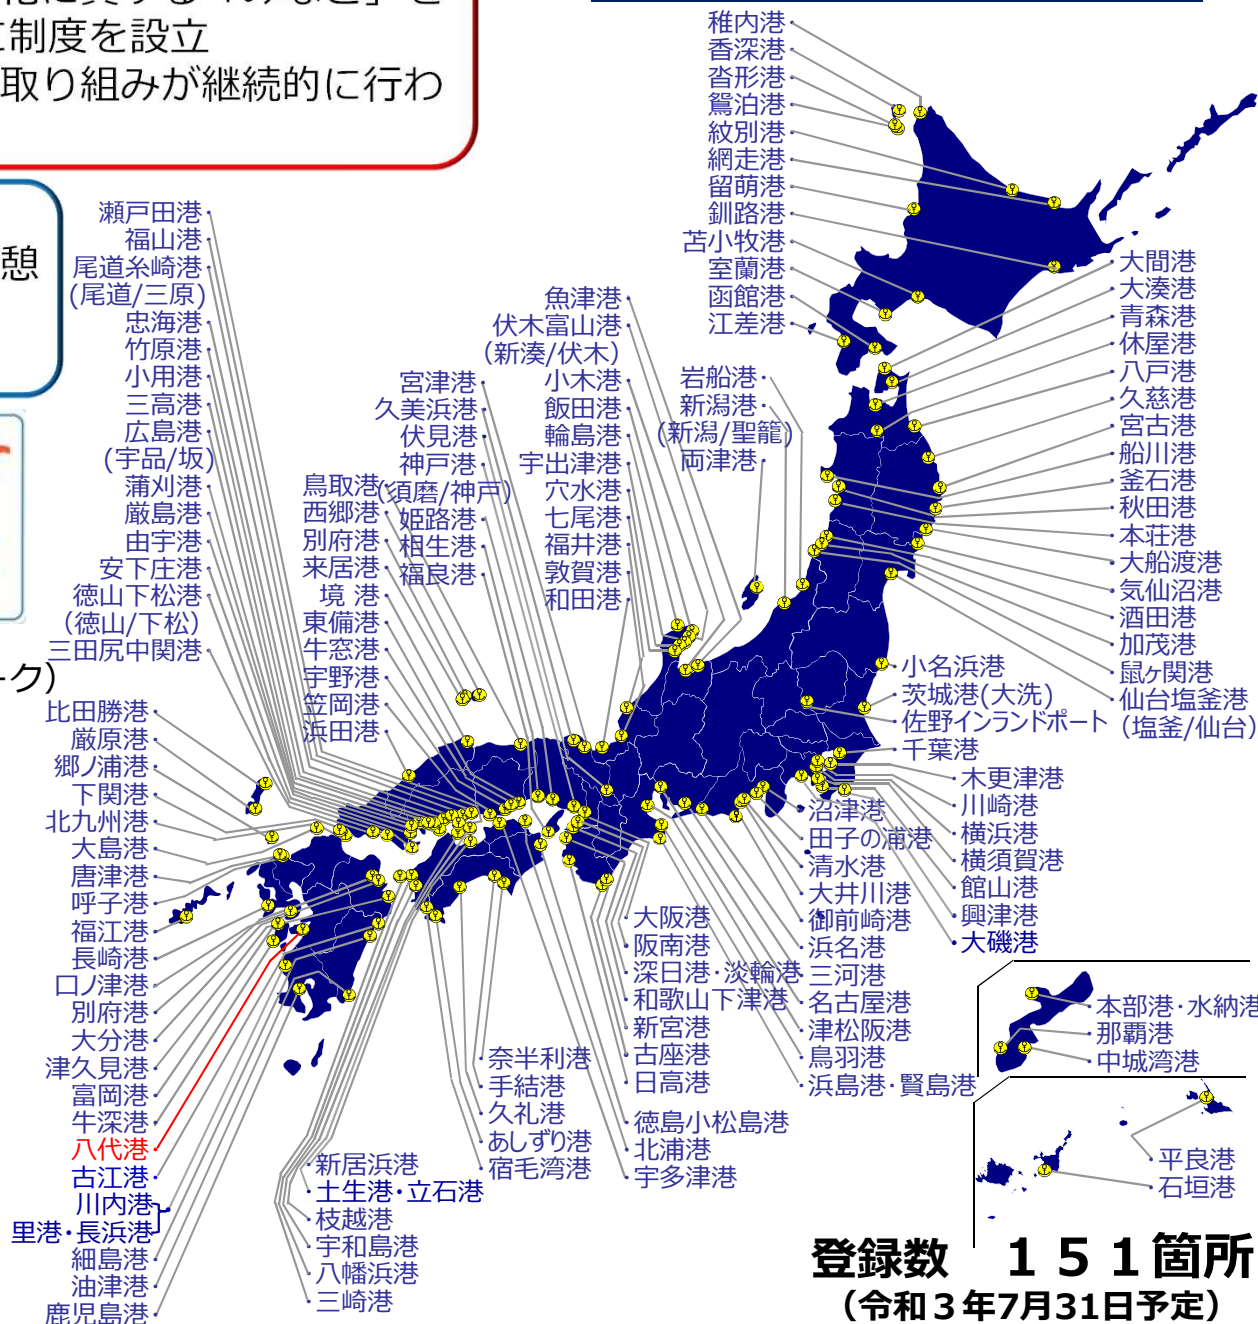 に制度を設立
取り組みが継続的に行わ
憩
ーク）
稚内港
香深港
沓形港
鴛泊港
紋別港
網走港
留萌港
釧路港
苫小牧港
室蘭港
函館港
江差港
大間港
大湊港
青森港
休屋港
八戸港
久慈港
宮古港
船川港
釜石港
秋田港
本荘港
大船渡港
気仙沼港
酒田港
加茂港
鼠ヶ関港
仙台塩釜港
(塩釜/仙台)
瀬戸田港
福山港
尾道糸崎港
(尾道/三原)
忠海港
竹原港
小用港
三高港
広島港
(宇品/坂)
蒲刈港
厳島港
由宇港
安下庄港
徳山下松港
(徳山/下松)
三田尻中関港
魚津港
伏木富山港
(新湊/伏木)
小木港
飯田港
輪島港
宇出津港
穴水港
七尾港
福井港
敦賀港
和田港
岩船港
新潟港
(新潟/聖籠)
両津港
宮津港
久美浜港
伏見港
神戸港
(須磨/神戸)
姫路港
相生港
福良港
鳥取港
西郷港
別府港
来居港
境 港
東備港
牛窓港
宇野港
笠岡港
浜田港
小名浜港
茨城港(大洗)
佐野インランドポート
千葉港
木更津港
川崎港
横浜港
横須賀港
館山港
興津港
大磯港
沼津港
田子の浦港
清水港
大井川港
御前崎港
浜名港
三河港
名古屋港
津松阪港
鳥羽港
浜島港･賢島港
比田勝港
厳原港
郷ノ浦港
下関港
北九州港
大島港
唐津港
呼子港
福江港
長崎港
口ノ津港
別府港
大分港
津久見港
富岡港
牛深港
八代港
古江港
川内港
里港･長浜港
細島港
油津港
鹿児島港
大阪港
阪南港
深日港･淡輪港
和歌山下津港
新宮港
古座港
日高港
徳島小松島港
北浦港
宇多津港
奈半利港
手結港
久礼港
あしずり港
宿毛湾港
新居浜港
土生港･立石港
枝越港
宇和島港
八幡浜港
三崎港
本部港･水納港
那覇港
中城湾港
平良港
石垣港
登録数　１５１箇所
（令和３年7月31日予定）